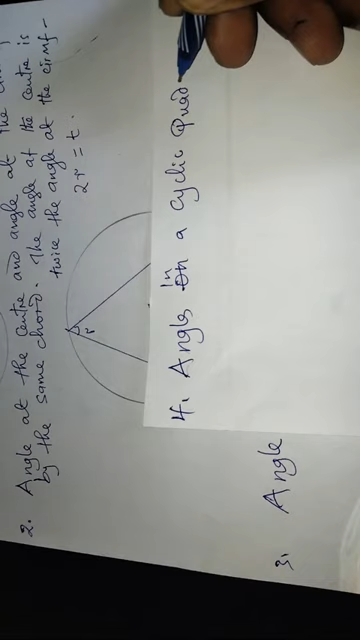 2. Angle at the Centre and angle at the
by the same chord. The angle at the centre is
twice the angle at the cirmf-
2r = t.
r
4. Angle In a cyclic Quad
3. Angle